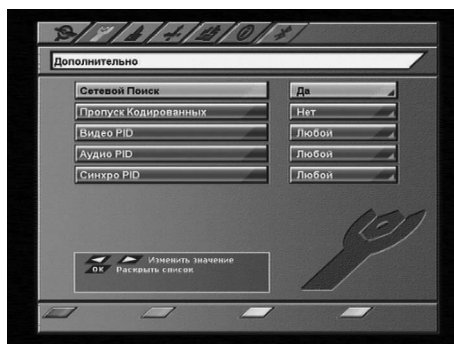 Дополнительно
Сетевой Поиск Да
Пропуск Кодированных Нет
Видео PID Любой
Аудио PID Любой
Синхро PID Любой
Изменить значение
OK Раскрыть список